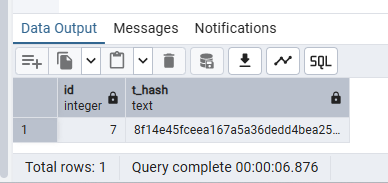 Data Output Messages Notifications
SQL
id t_hash
integer text
1 7 8f14e45fceea167a5a36dedd4bea25…
Total rows: 1 Query complete 00:00:06.876